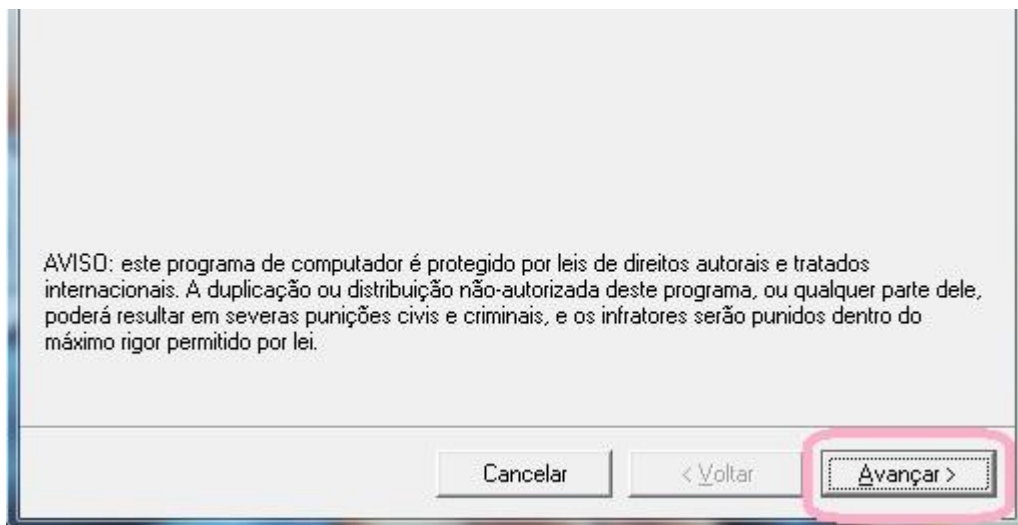 AVISO: este programa de computador é protegido por leis de direitos autorais e tratados
internacionais. A duplicação ou distribuição não-autorizada deste programa, ou qualquer parte dele,
poderá resultar em severas punições civis e criminais, e os infratores serão punidos dentro do
máximo rigor permitido por lei.
Cancelar < Voltar Avançar >